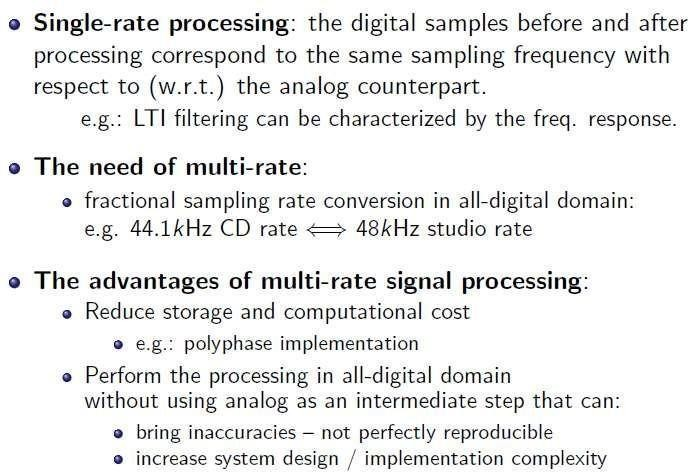 • Single-rate processing: the digital samples before and after
processing correspond to the same sampling frequency with
respect to (w.r.t.) the analog counterpart.
e.g.: LTI filtering can be characterized by the freq. response.
• The need of multi-rate:
• fractional sampling rate conversion in all-digital domain:
e.g. 44.1kHz CD rate ⟺ 48kHz studio rate
• The advantages of multi-rate signal processing:
• Reduce storage and computational cost
• e.g.: polyphase implementation
• Perform the processing in all-digital domain
without using analog as an intermediate step that can:
• bring inaccuracies – not perfectly reproducible
• increase system design / implementation complexity